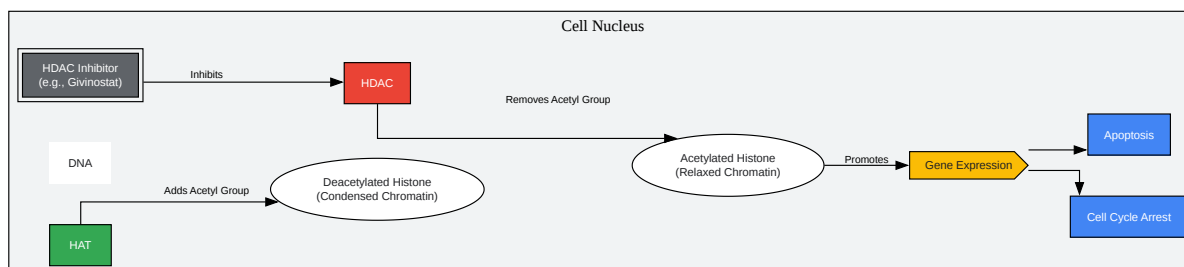 Cell Nucleus
HDAC Inhibitor
(e.g., Givinostat)
Inhibits
HDAC
Removes Acetyl Group
DNA
Adds Acetyl Group
HAT
Deacetylated Histone
(Condensed Chromatin)
Acetylated Histone
(Relaxed Chromatin)
Promotes
Gene Expression
Apoptosis
Cell Cycle Arrest